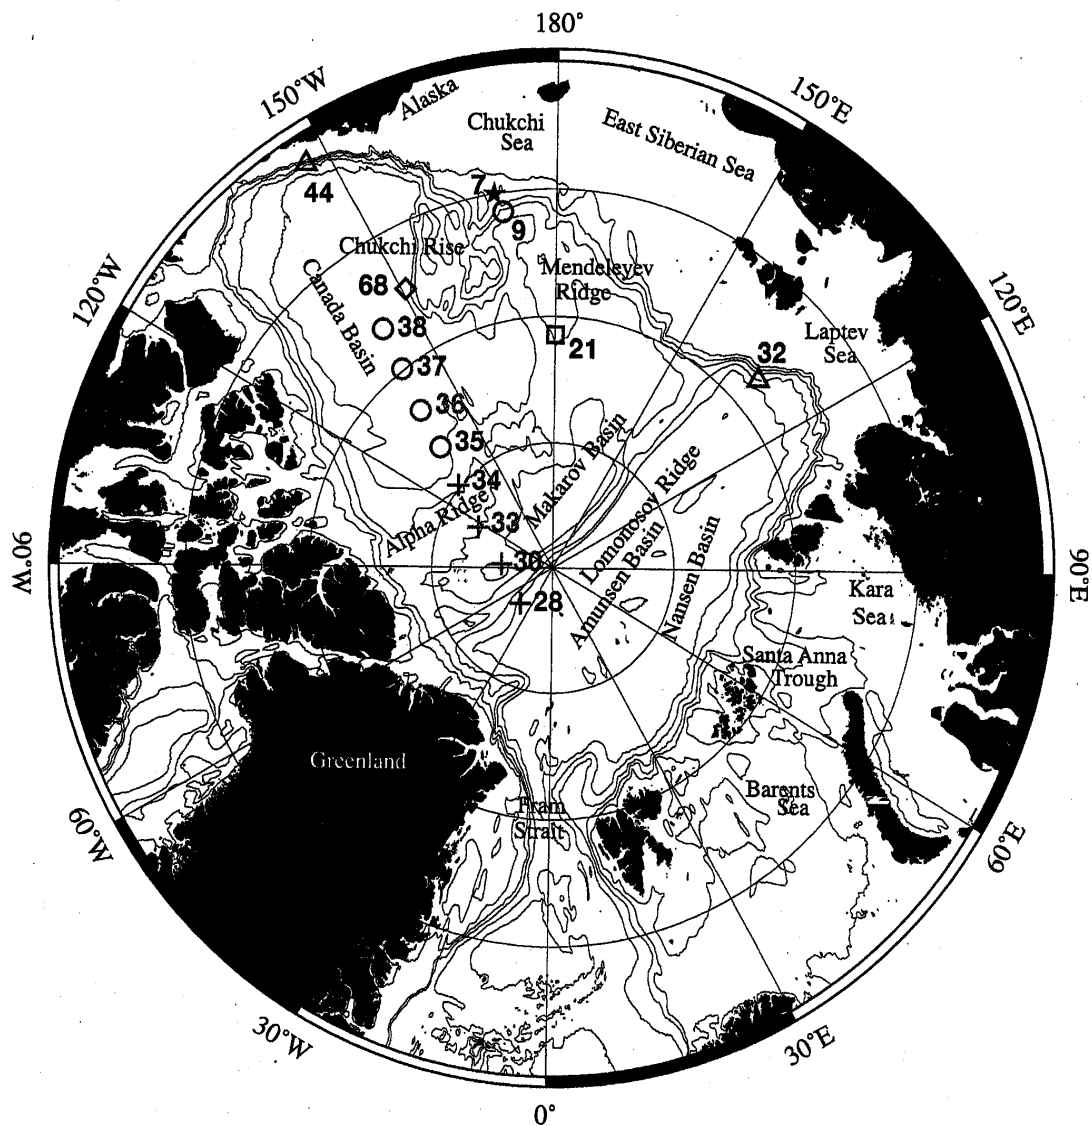 180°
150°W
Alaska
Chukchi
Sea
East Siberian Sea
150°E
44
7
9
Chukchi Rise
Mendeleyev
Ridge
120°W
Canada Basin
68
38
37
36
35
34
33
30
28
21
32
Laptev
Sea
120°E
Alpha Ridge
Makarov Basin
Lomonosov Ridge
Amunsen Basin
Nansen Basin
90°W
90°E
Kara
Sea
Santa Anna
Trough
Greenland
Barents
Sea
Fram
Strait
60°W
60°E
30°W
30°E
0°